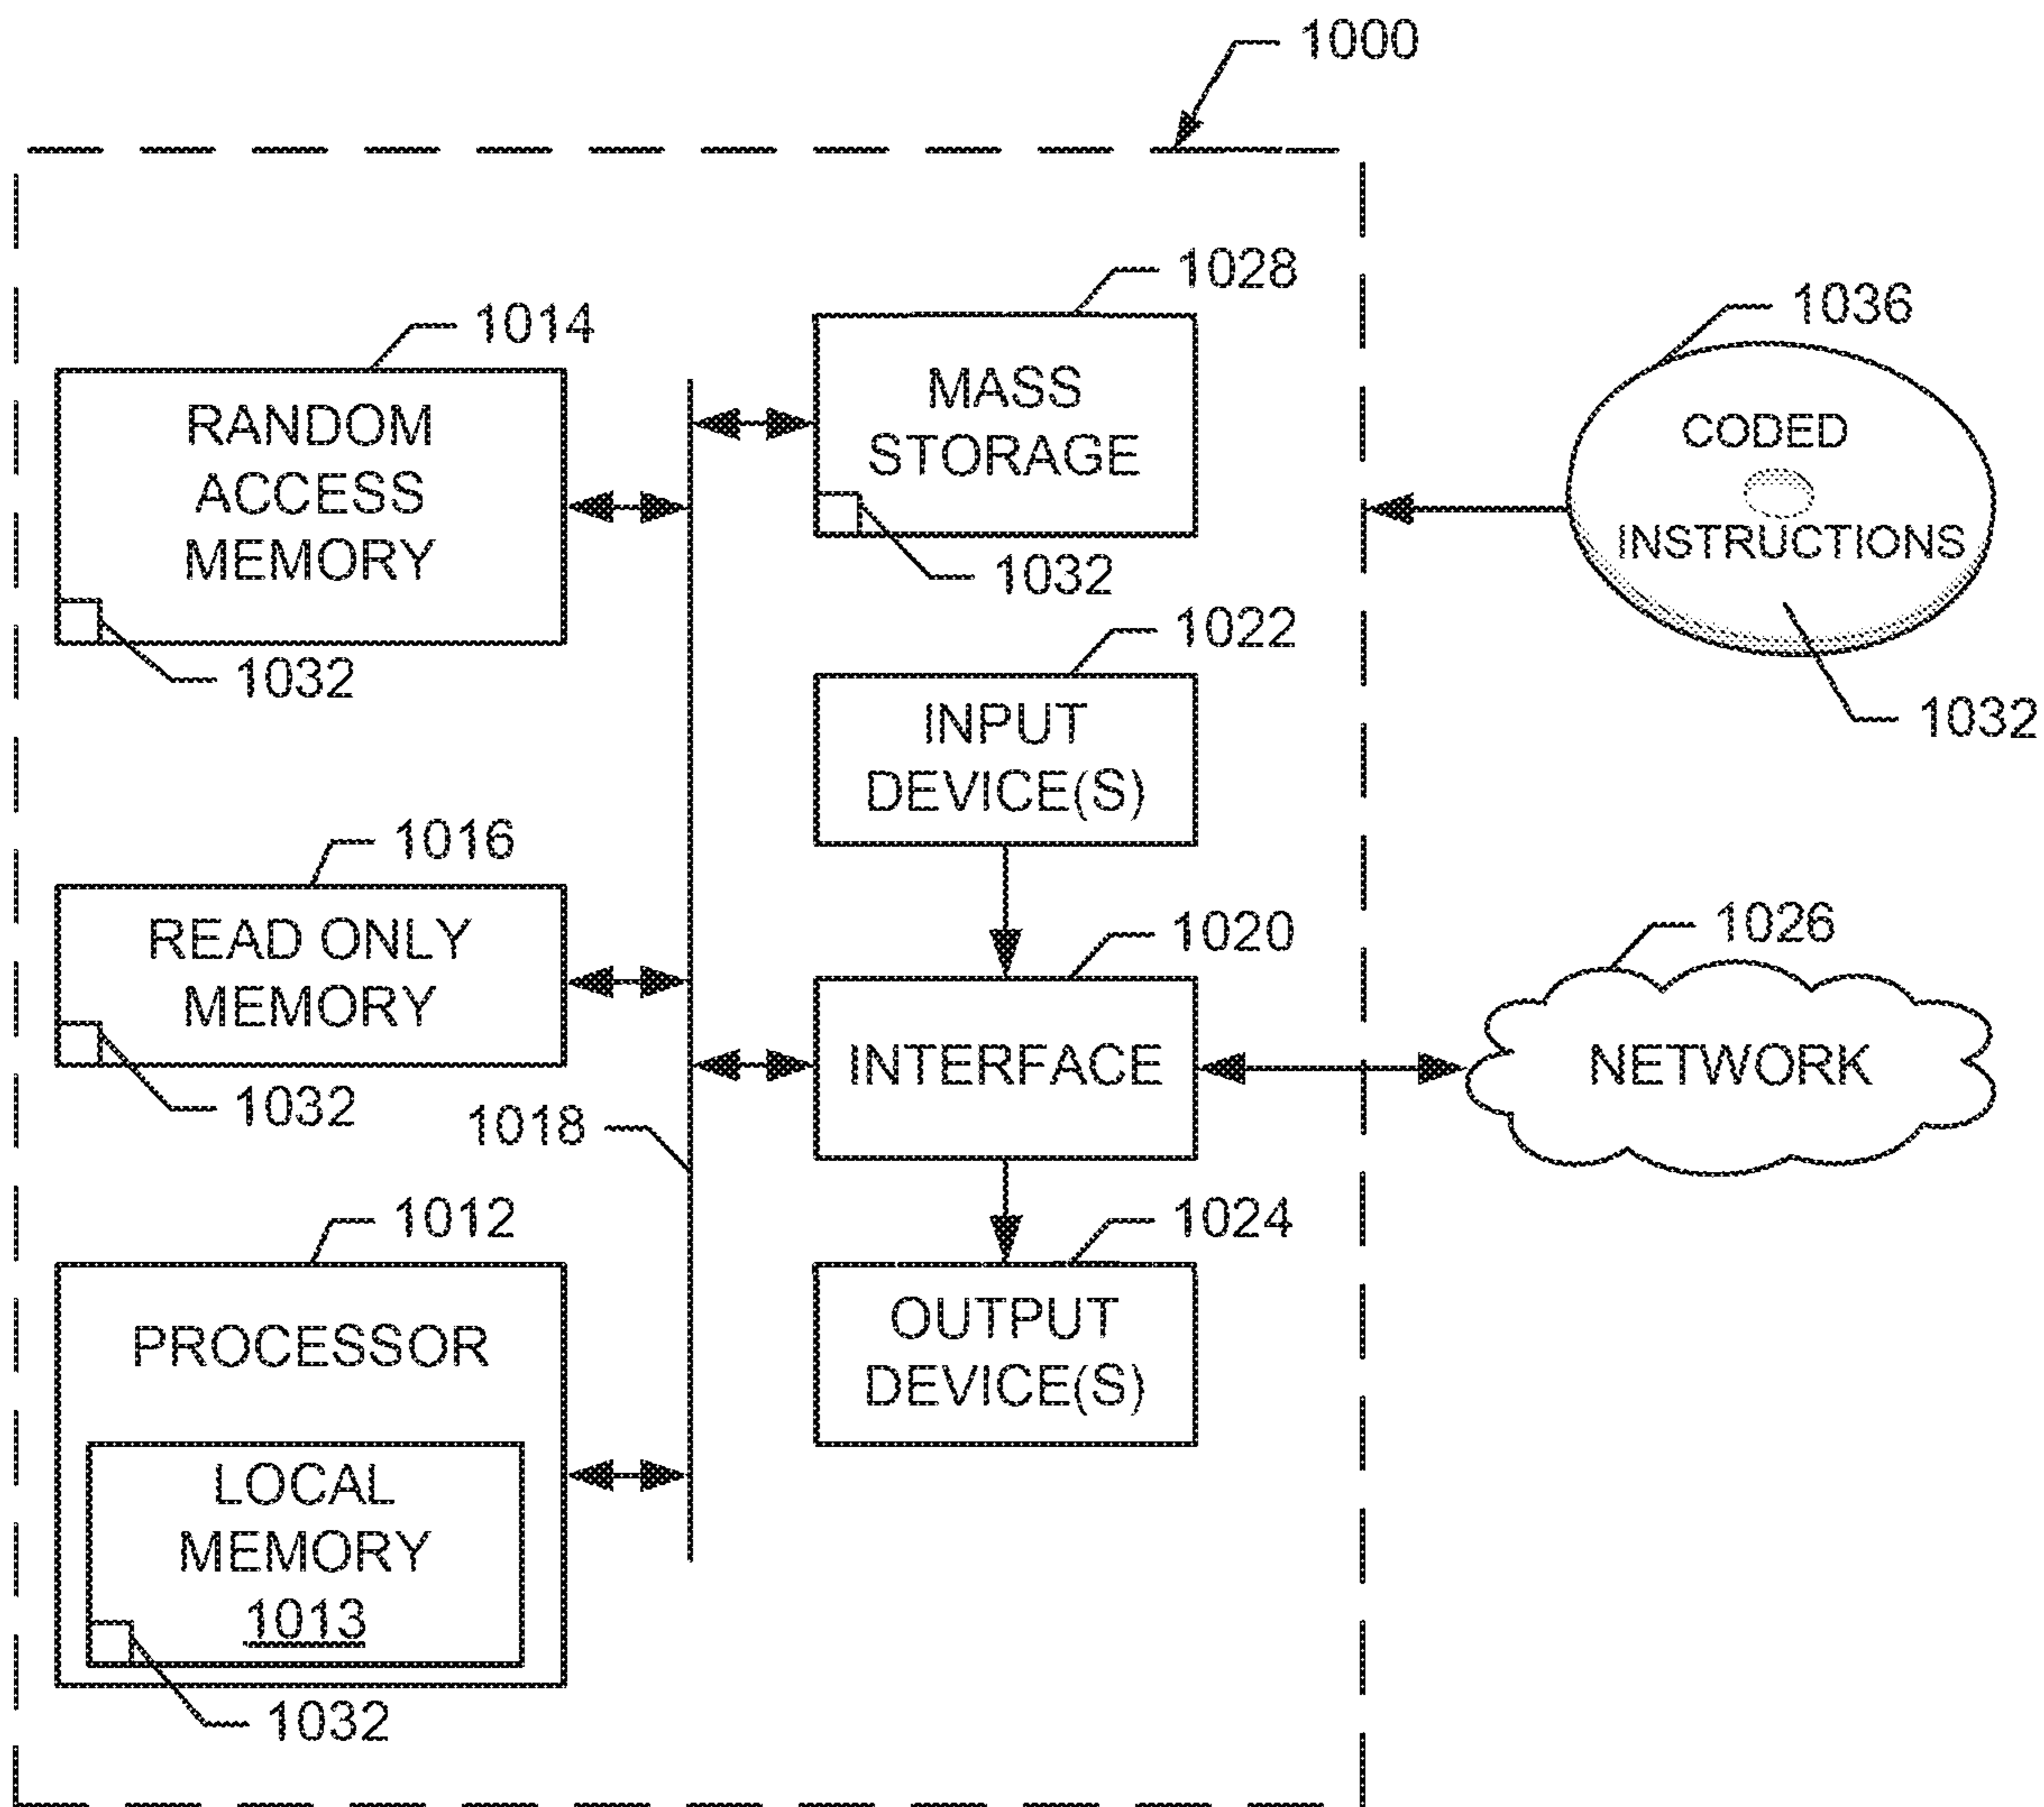 1000
1028
1014
1036
MASS
STORAGE
RANDOM
ACCESS
MEMORY
CODED
INSTRUCTIONS
1032
1022
1032
1032
INPUT
DEVICE(S)
1016
READ ONLY
MEMORY
1020
1026
INTERFACE
NETWORK
1032
1018
1012
1024
PROCESSOR
OUTPUT
DEVICE(S)
LOCAL
MEMORY
1013
1032